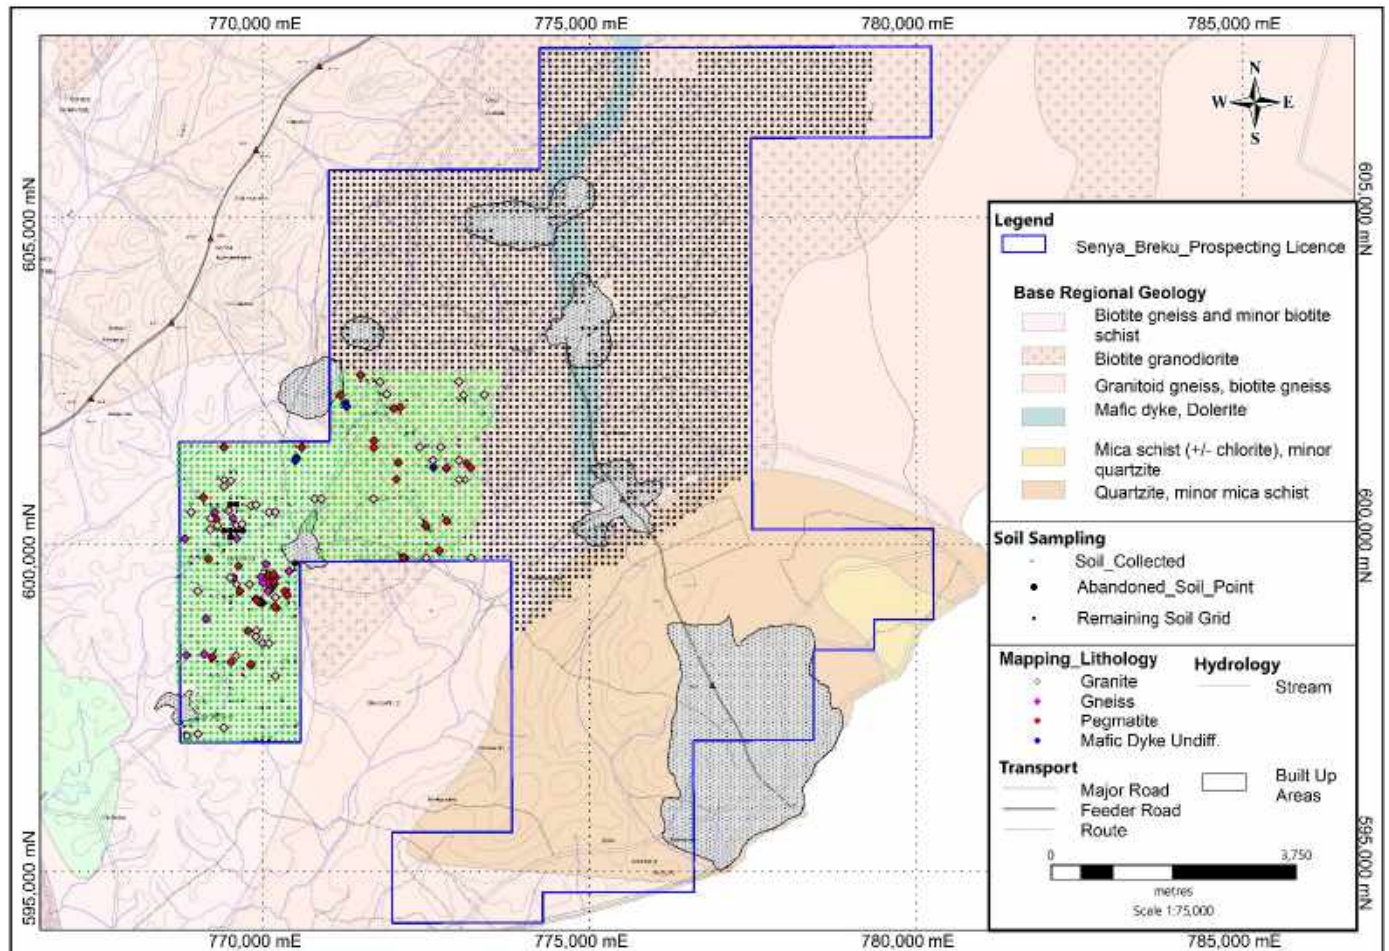 770,000 mE 775,000 mE 780,000 mE 785,000 mE
N
W E
S
605,000 mN
600,000 mN
595,000 mN
605,000 mN
600,000 mN
595,000 mN
Legend
Senya_Breku_Prospecting Licence
Base Regional Geology
Biotite gneiss and minor biotite
schist
Biotite granodiorite
Granitoid gneiss, biotite gneiss
Mafic dyke, Dolerite
Mica schist (+/- chlorite), minor
quartzite
Quartzite, minor mica schist
Soil Sampling
Soil_Collected
Abandoned_Soil_Point
Remaining Soil Grid
Mapping_Lithology
Granite
Gneiss
Pegmatite
Mafic Dyke Undiff.
Hydrology
Stream
Transport
Major Road
Feeder Road
Route
Built Up
Areas
0 3,750
metres
Scale 1:75,000
770,000 mE 775,000 mE 780,000 mE 785,000 mE